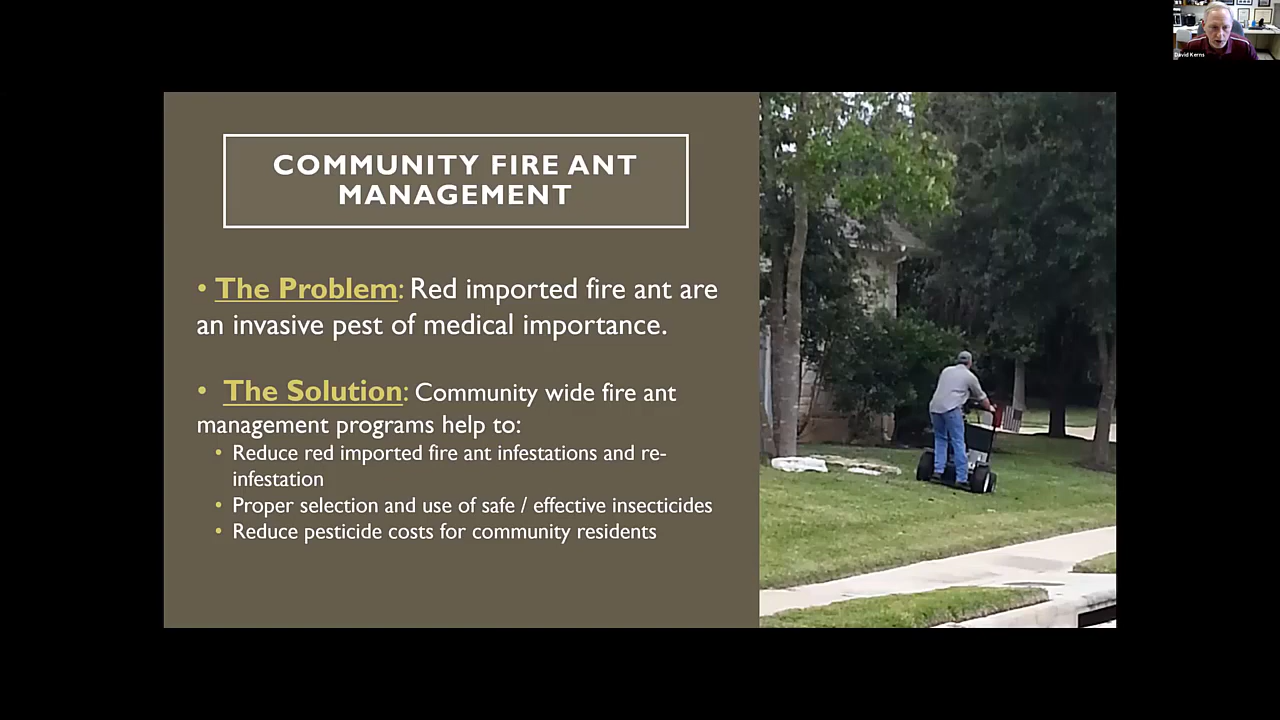 David Kerns
COMMUNITY FIRE ANT
MANAGEMENT
• The Problem: Red imported fire ant are
an invasive pest of medical importance.
• The Solution: Community wide fire ant
management programs help to:
• Reduce red imported fire ant infestations and re-
infestation
• Proper selection and use of safe / effective insecticides
• Reduce pesticide costs for community residents